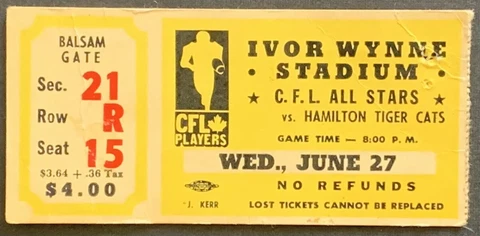 BALSAM
GATE
Sec. 21
Row R
Seat 15
$3.64 + .36 Tax
$4.00
CFL
PLAYERS
IVOR WYNNE
• STADIUM •
★ C.F.L. ALL STARS ★
vs. HAMILTON TIGER CATS
GAME TIME — 8:00 P.M.
WED., JUNE 27
NO REFUNDS
J. KERR
LOST TICKETS CANNOT BE REPLACED